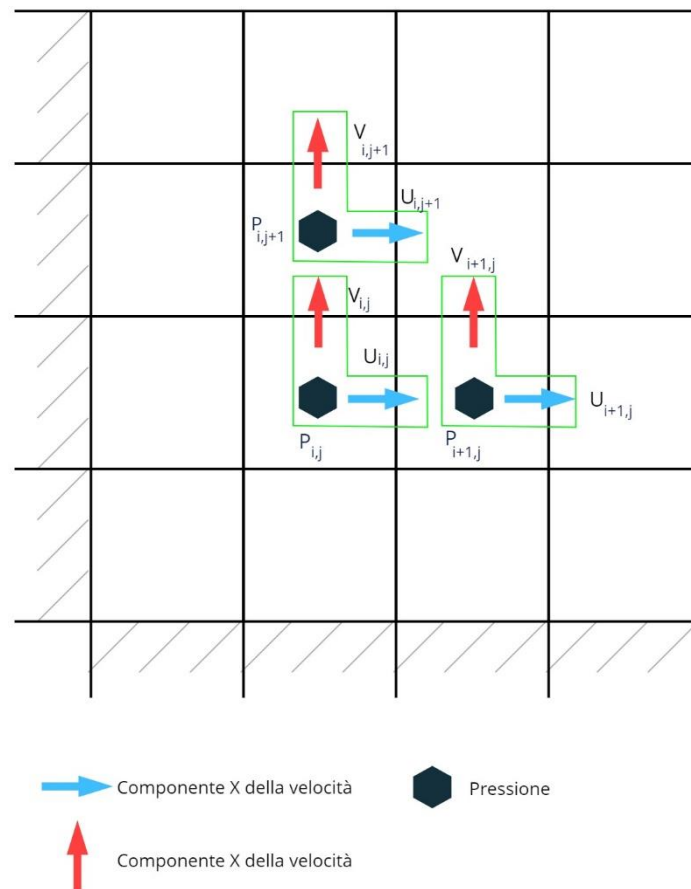 V i,j+1
U i,j+1
P i,j+1
V i+1,j
V i,j
U i,j
U i+1,j
P i,j
P i+1,j
Componente X della velocità
Pressione
Componente X della velocità